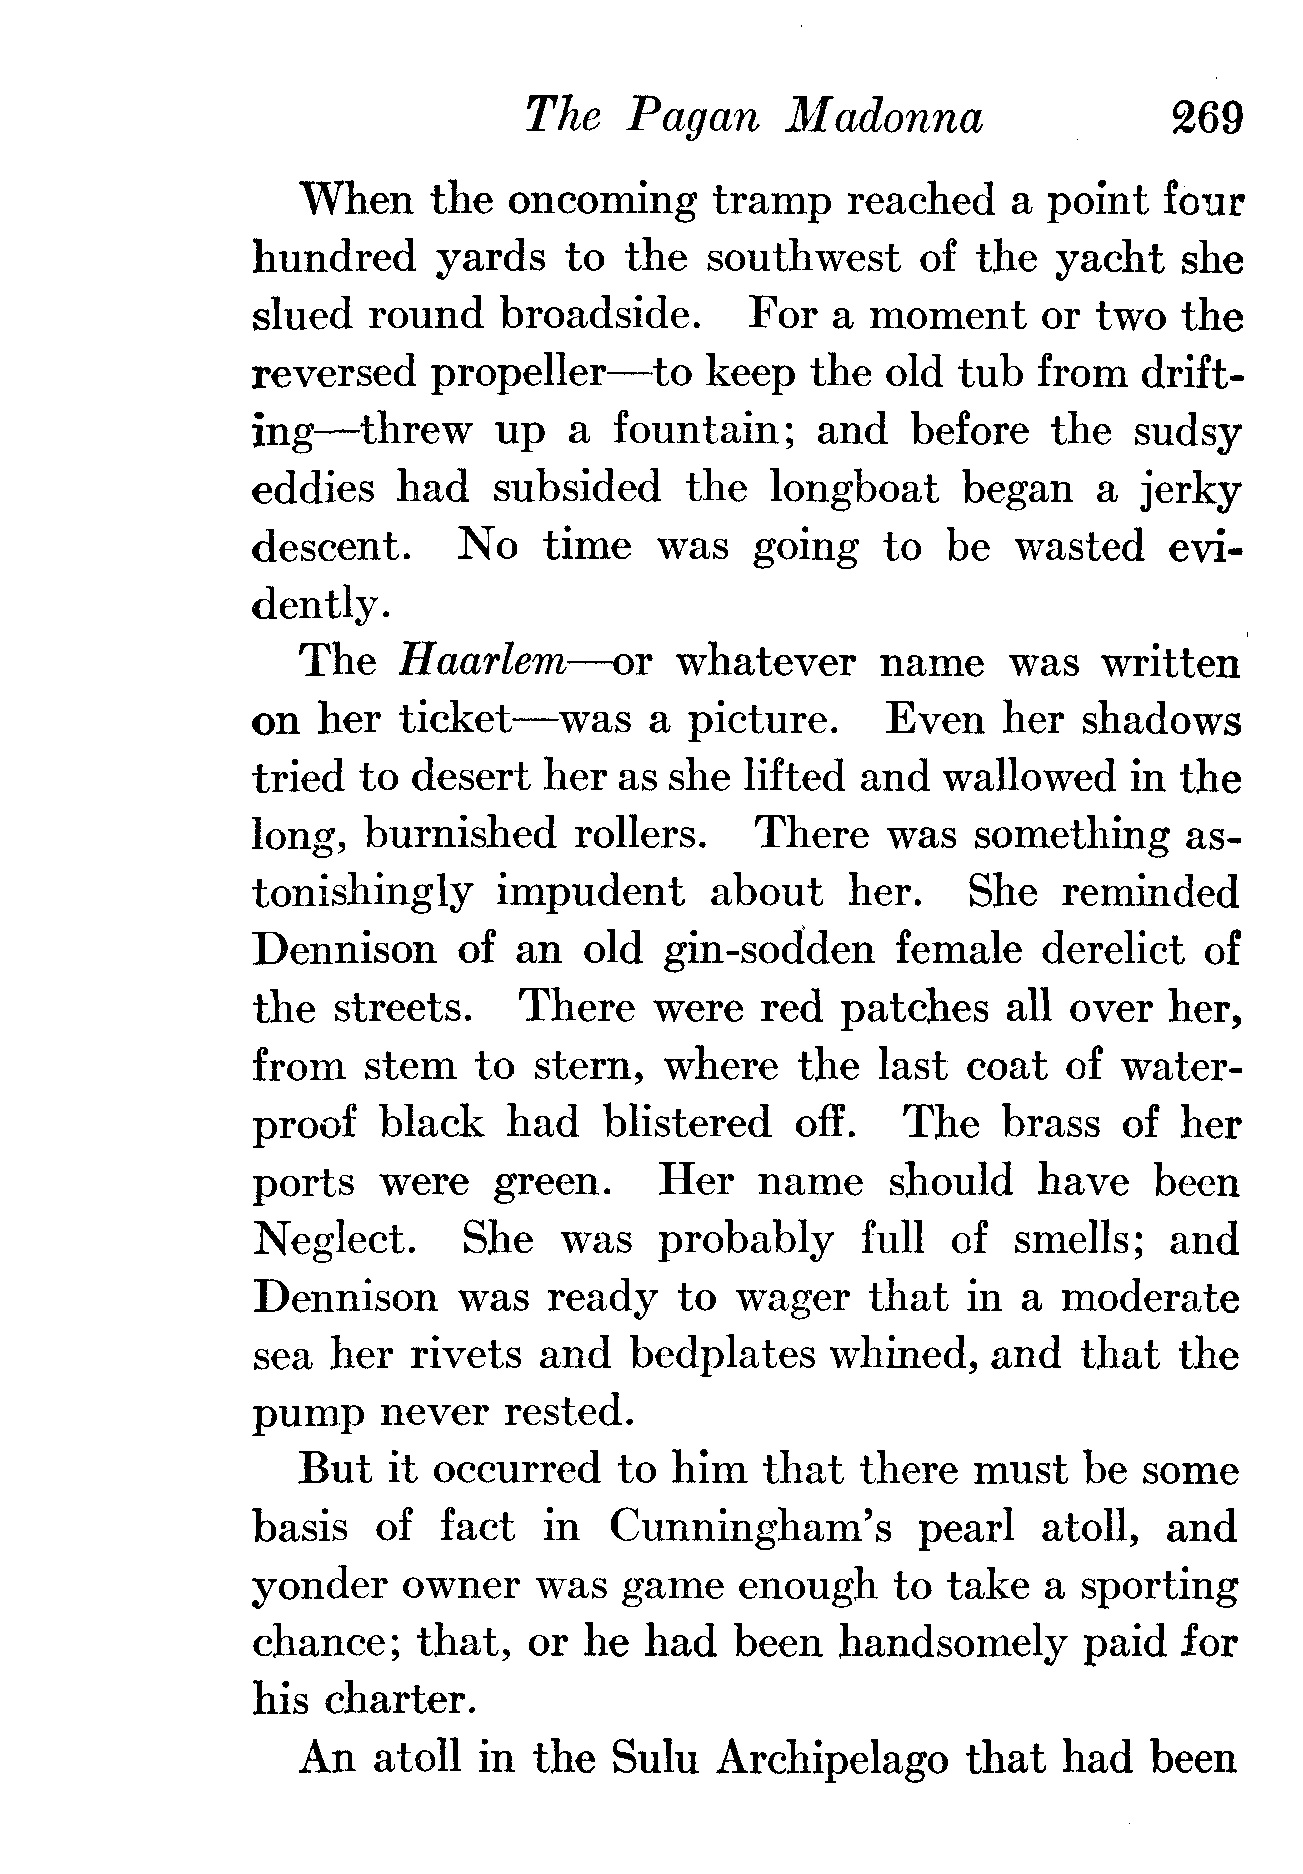 The Pagan Madonna 269
When the oncoming tramp reached a point four
hundred yards to the southwest of the yacht she
slued round broadside. For a moment or two the
reversed propeller—to keep the old tub from drift-
ing—threw up a fountain; and before the sudsy
eddies had subsided the longboat began a jerky
descent. No time was going to be wasted evi-
dently.
The Haarlem—or whatever name was written
on her ticket—was a picture. Even her shadows
tried to desert her as she lifted and wallowed in the
long, burnished rollers. There was something as-
tonishingly impudent about her. She reminded
Dennison of an old gin-sodden female derelict of
the streets. There were red patches all over her,
from stem to stern, where the last coat of water-
proof black had blistered off. The brass of her
ports were green. Her name should have been
Neglect. She was probably full of smells; and
Dennison was ready to wager that in a moderate
sea her rivets and bedplates whined, and that the
pump never rested.
But it occurred to him that there must be some
basis of fact in Cunningham's pearl atoll, and
yonder owner was game enough to take a sporting
chance; that, or he had been handsomely paid for
his charter.
An atoll in the Sulu Archipelago that had been